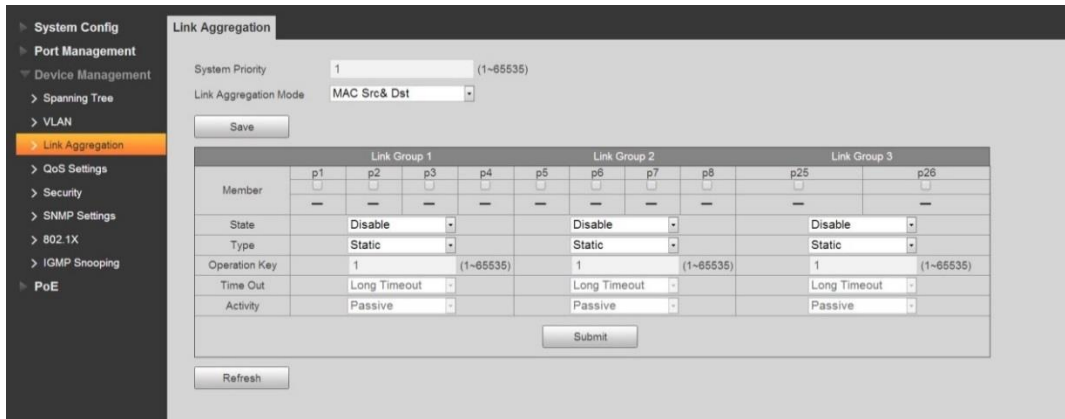 System Config
Port Management
Device Management
> Spanning Tree
> VLAN
> Link Aggregation
> QoS Settings
> Security
> SNMP Settings
> 802.1X
> IGMP Snooping
PoE
Link Aggregation
System Priority 1 (1~65535)
Link Aggregation Mode MAC Src& Dst
Save
Link Group 1 Link Group 2 Link Group 3
Member p1 p2 p3 p4 p5 p6 p7 p8 p25 p26
— — — — — — — — — —
State Disable Disable Disable
Type Static Static Static
Operation Key 1 (1~65535) 1 (1~65535) 1 (1~65535)
Time Out Long Timeout Long Timeout Long Timeout
Activity Passive Passive Passive
Submit
Refresh